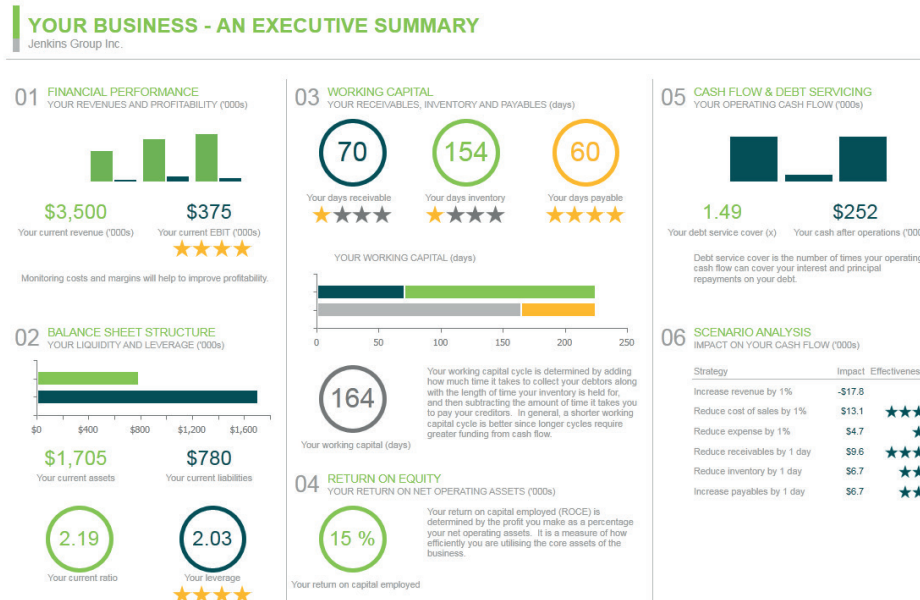 YOUR BUSINESS - AN EXECUTIVE SUMMARY
Jenkins Group Inc.
01 FINANCIAL PERFORMANCE
YOUR REVENUES AND PROFITABILITY ('000s)
$3,500 $375
Your current revenue ('000s) Your current EBIT ('000s)
Monitoring costs and margins will help to improve profitability.
02 BALANCE SHEET STRUCTURE
YOUR LIQUIDITY AND LEVERAGE ('000s)
$0 $400 $800 $1,200 $1,600
$1,705 $780
Your current assets Your current liabilities
2.19 2.03
Your current ratio Your leverage
03 WORKING CAPITAL
YOUR RECEIVABLES, INVENTORY AND PAYABLES (days)
70 154 60
Your days receivable Your days inventory Your days payable
YOUR WORKING CAPITAL (days)
0 50 100 150 200 250
164
Your working capital (days)
Your working capital cycle is determined by adding
how much time it takes to collect your debtors along
with the length of time your inventory is held for,
and then subtracting the amount of time it takes you
to pay your creditors. In general, a shorter working
capital cycle is better since longer cycles require
greater funding from cash flow.
04 RETURN ON EQUITY
YOUR RETURN ON NET OPERATING ASSETS ('000s)
15 %
Your return on capital employed
Your return on capital employed (ROCE) is
determined by the profit you make as a percentage
your net operating assets. It is a measure of how
efficiently you are utilising the core assets of the
business.
05 CASH FLOW & DEBT SERVICING
YOUR OPERATING CASH FLOW ('000s)
1.49 $252
Your debt service cover (x) Your cash after operations ('000
Debt service cover is the number of times your operating
cash flow can cover your interest and principal
repayments on your debt.
06 SCENARIO ANALYSIS
IMPACT ON YOUR CASH FLOW ('000s)
Strategy Impact Effectivenes
Increase revenue by 1% -$17.8
Reduce cost of sales by 1% $13.1
Reduce expense by 1% $4.7
Reduce receivables by 1 day $9.6
Reduce inventory by 1 day $6.7
Increase payables by 1 day $6.7